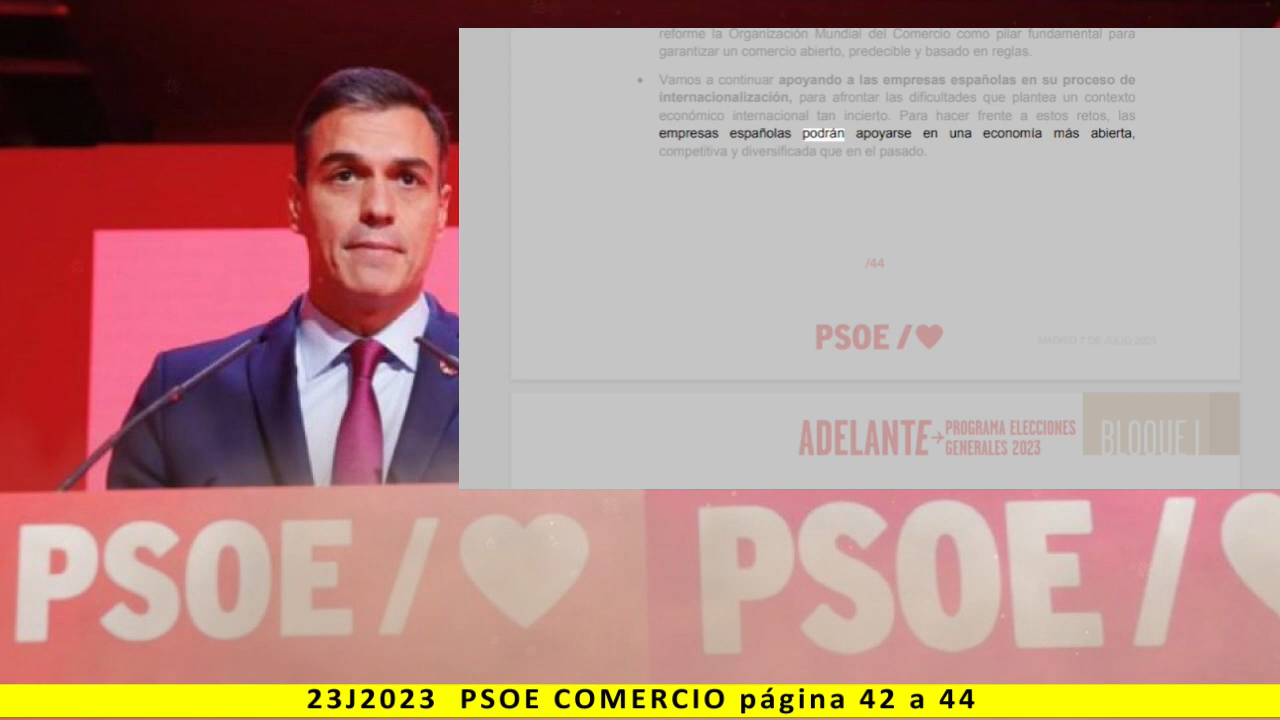 reforme la Organización Mundial del Comercio como pilar fundamental para
garantizar un comercio abierto, predecible y basado en reglas.
• Vamos a continuar apoyando a las empresas españolas en su proceso de
internacionalización, para afrontar las dificultades que plantea un contexto
económico internacional tan incierto. Para hacer frente a estos retos, las
empresas españolas podrán apoyarse en una economía más abierta,
competitiva y diversificada que en el pasado.
/44
PSOE /
MADRID 7 DE JULIO 2023
ADELANTE→PROGRAMA ELECCIONES
GENERALES 2023
BLOQUE I
PSOE /
PSOE /
23J2023 PSOE COMERCIO página 42 a 44